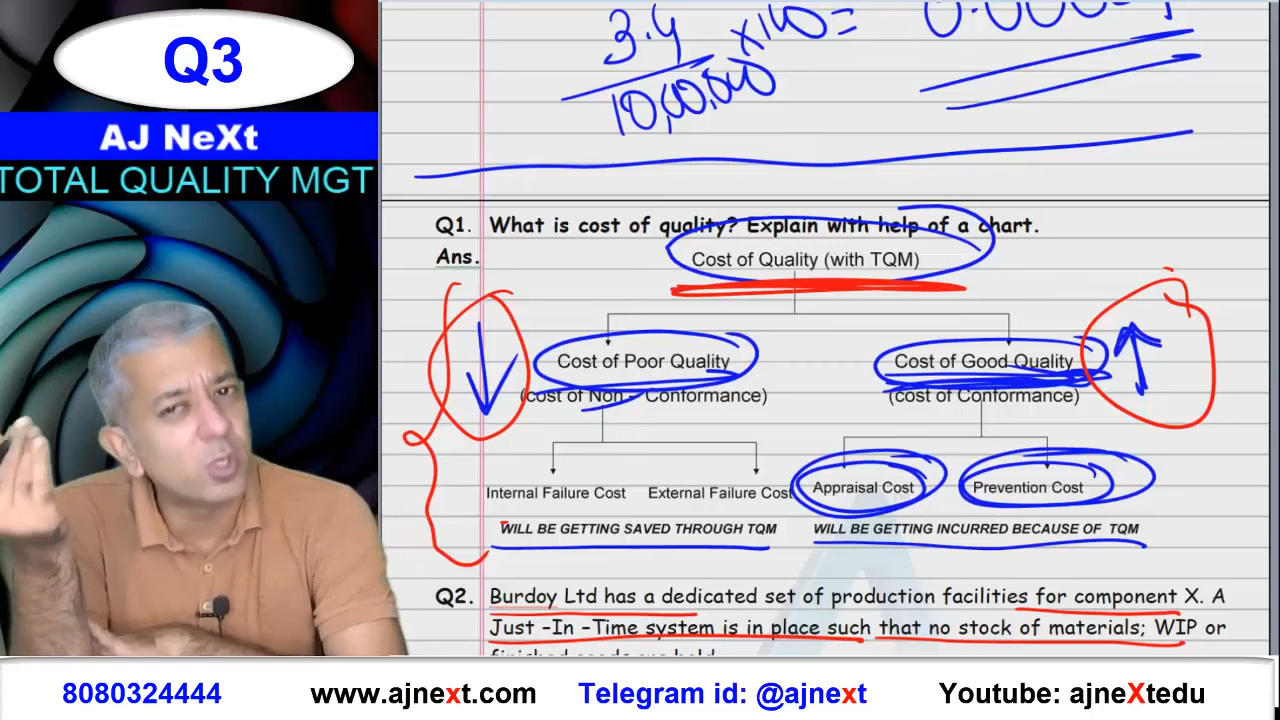 Q3
AJ NeXt
TOTAL QUALITY MGT
3.4
10,00,000
×100 =
Q1. What is cost of quality? Explain with help of a chart.
Ans.
Cost of Quality (with TQM)
Cost of Poor Quality
(cost of Non - Conformance)
Cost of Good Quality
(cost of Conformance)
Internal Failure Cost
External Failure Cost
Appraisal Cost
Prevention Cost
WILL BE GETTING SAVED THROUGH TQM
WILL BE GETTING INCURRED BECAUSE OF TQM
Q2. Burdoy Ltd has a dedicated set of production facilities for component X. A
Just –In –Time system is in place such that no stock of materials; WIP or
8080324444
www.ajnext.com
Telegram id: @ajnext
Youtube: ajneXtedu